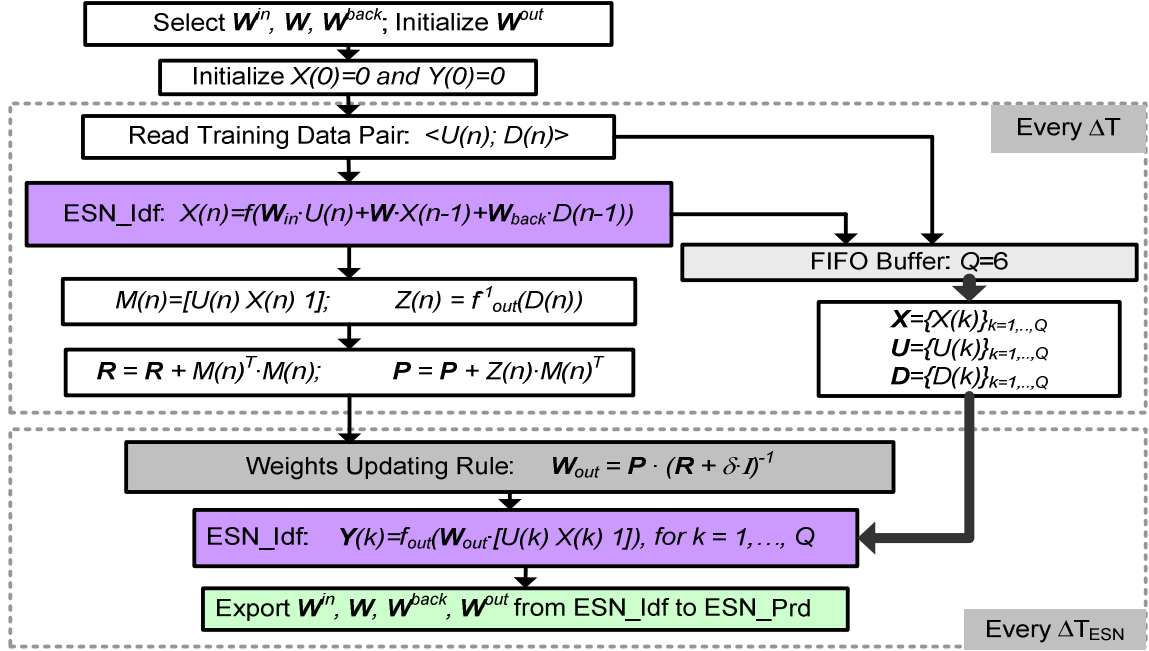 Select W^in, W, W^back; Initialize W^out
Initialize X(0)=0 and Y(0)=0
Every ΔT
Read Training Data Pair: <U(n); D(n)>
ESN_Idf: X(n)=f(W_in·U(n)+W·X(n-1)+W_back·D(n-1))
FIFO Buffer: Q=6
M(n)=[U(n) X(n) 1]; Z(n) = f^-1_out(D(n))
X={X(k)}_k=1,..,Q
U={U(k)}_k=1,..,Q
D={D(k)}_k=1,..,Q
R = R + M(n)^T·M(n); P = P + Z(n)·M(n)^T
Weights Updating Rule: W_out = P · (R + δ·I)^-1
ESN_Idf: Y(k)=f_out(W_out·[U(k) X(k) 1]), for k = 1,…, Q
Export W^in, W, W^back, W^out from ESN_Idf to ESN_Prd
Every ΔT_ESN